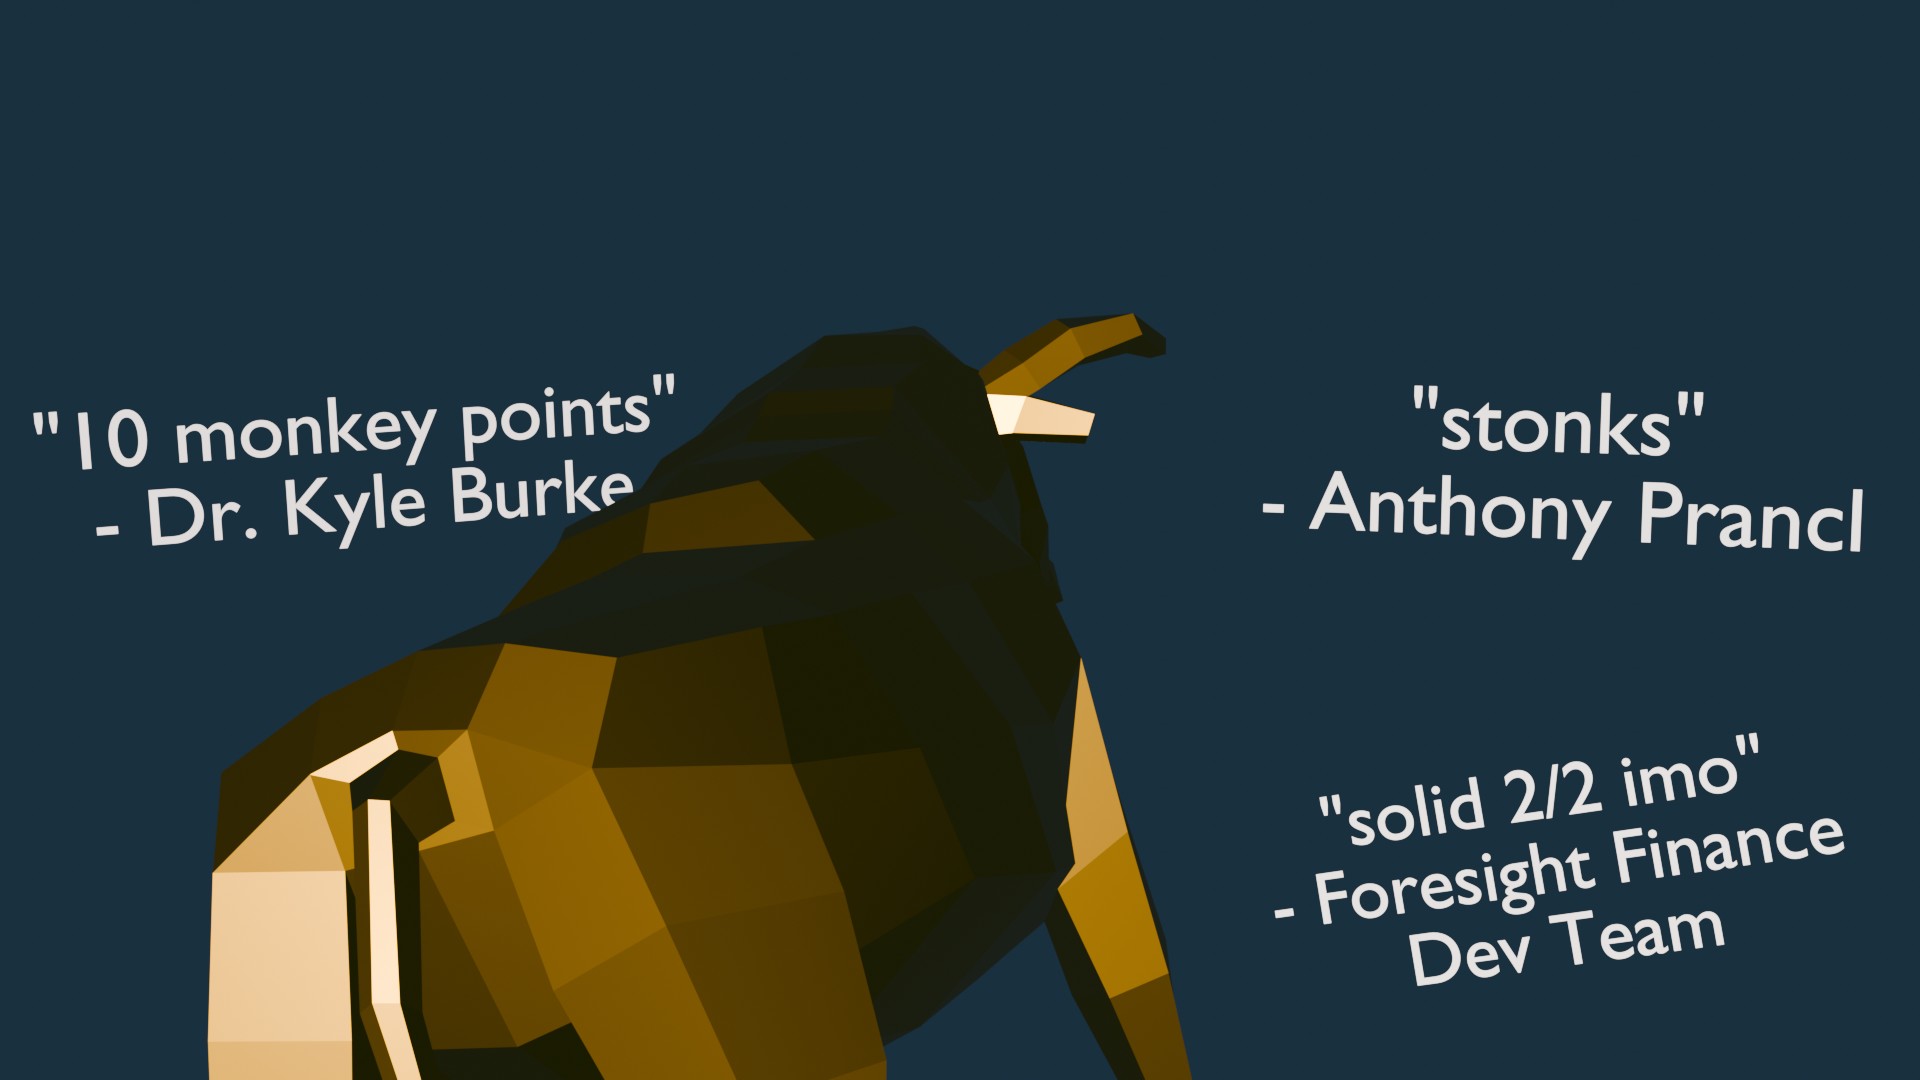 "10 monkey points"
- Dr. Kyle Burke
"stonks"
- Anthony Prancl
"solid 2/2 imo"
- Foresight Finance
Dev Team